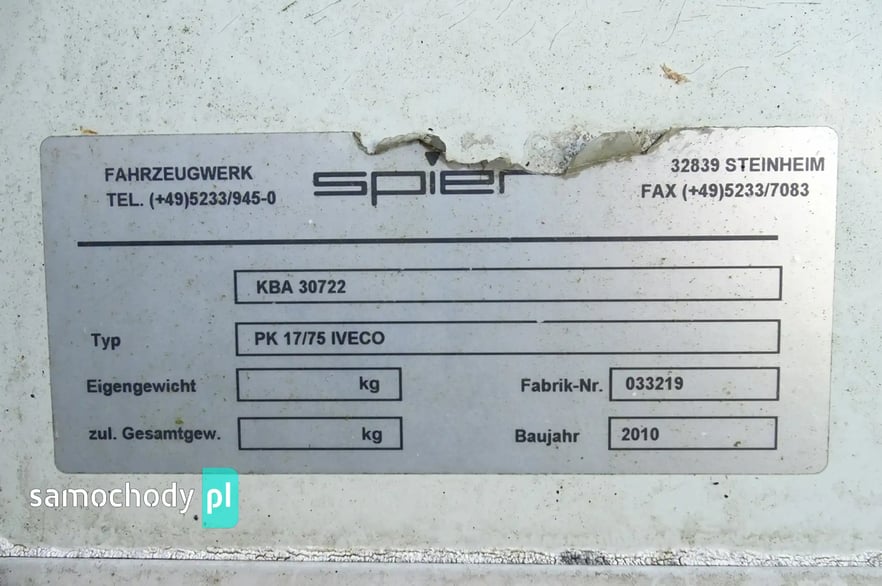 FAHRZEUGWERK
TEL. (+49)5233/945-0
spier
32839 STEINHEIM
FAX (+49)5233/7083
KBA 30722
Typ PK 17/75 IVECO
Eigengewicht kg Fabrik-Nr. 033219
zul. Gesamtgew. kg Baujahr 2010
samochody pl